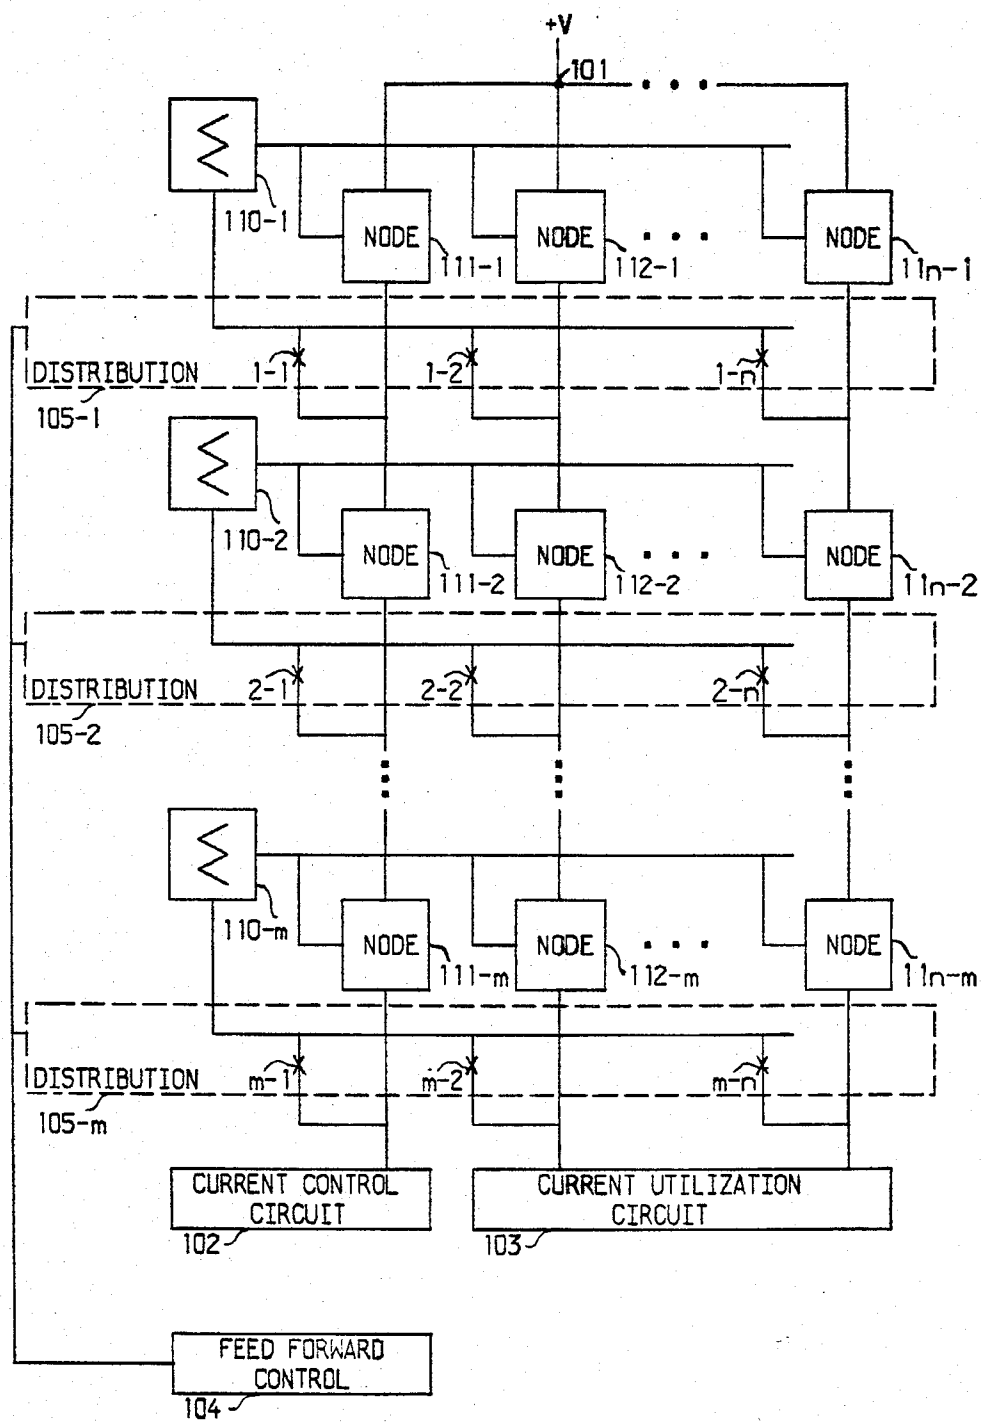 +V
101
110-1
NODE
111-1
NODE
112-1
NODE
11n-1
1-1
1-2
1-n
DISTRIBUTION
105-1
110-2
NODE
111-2
NODE
112-2
NODE
11n-2
2-1
2-2
2-n
DISTRIBUTION
105-2
110-m
NODE
111-m
NODE
112-m
NODE
11n-m
m-1
m-2
m-n
DISTRIBUTION
105-m
CURRENT CONTROL
CIRCUIT
102
CURRENT UTILIZATION
CIRCUIT
103
FEED FORWARD
CONTROL
104